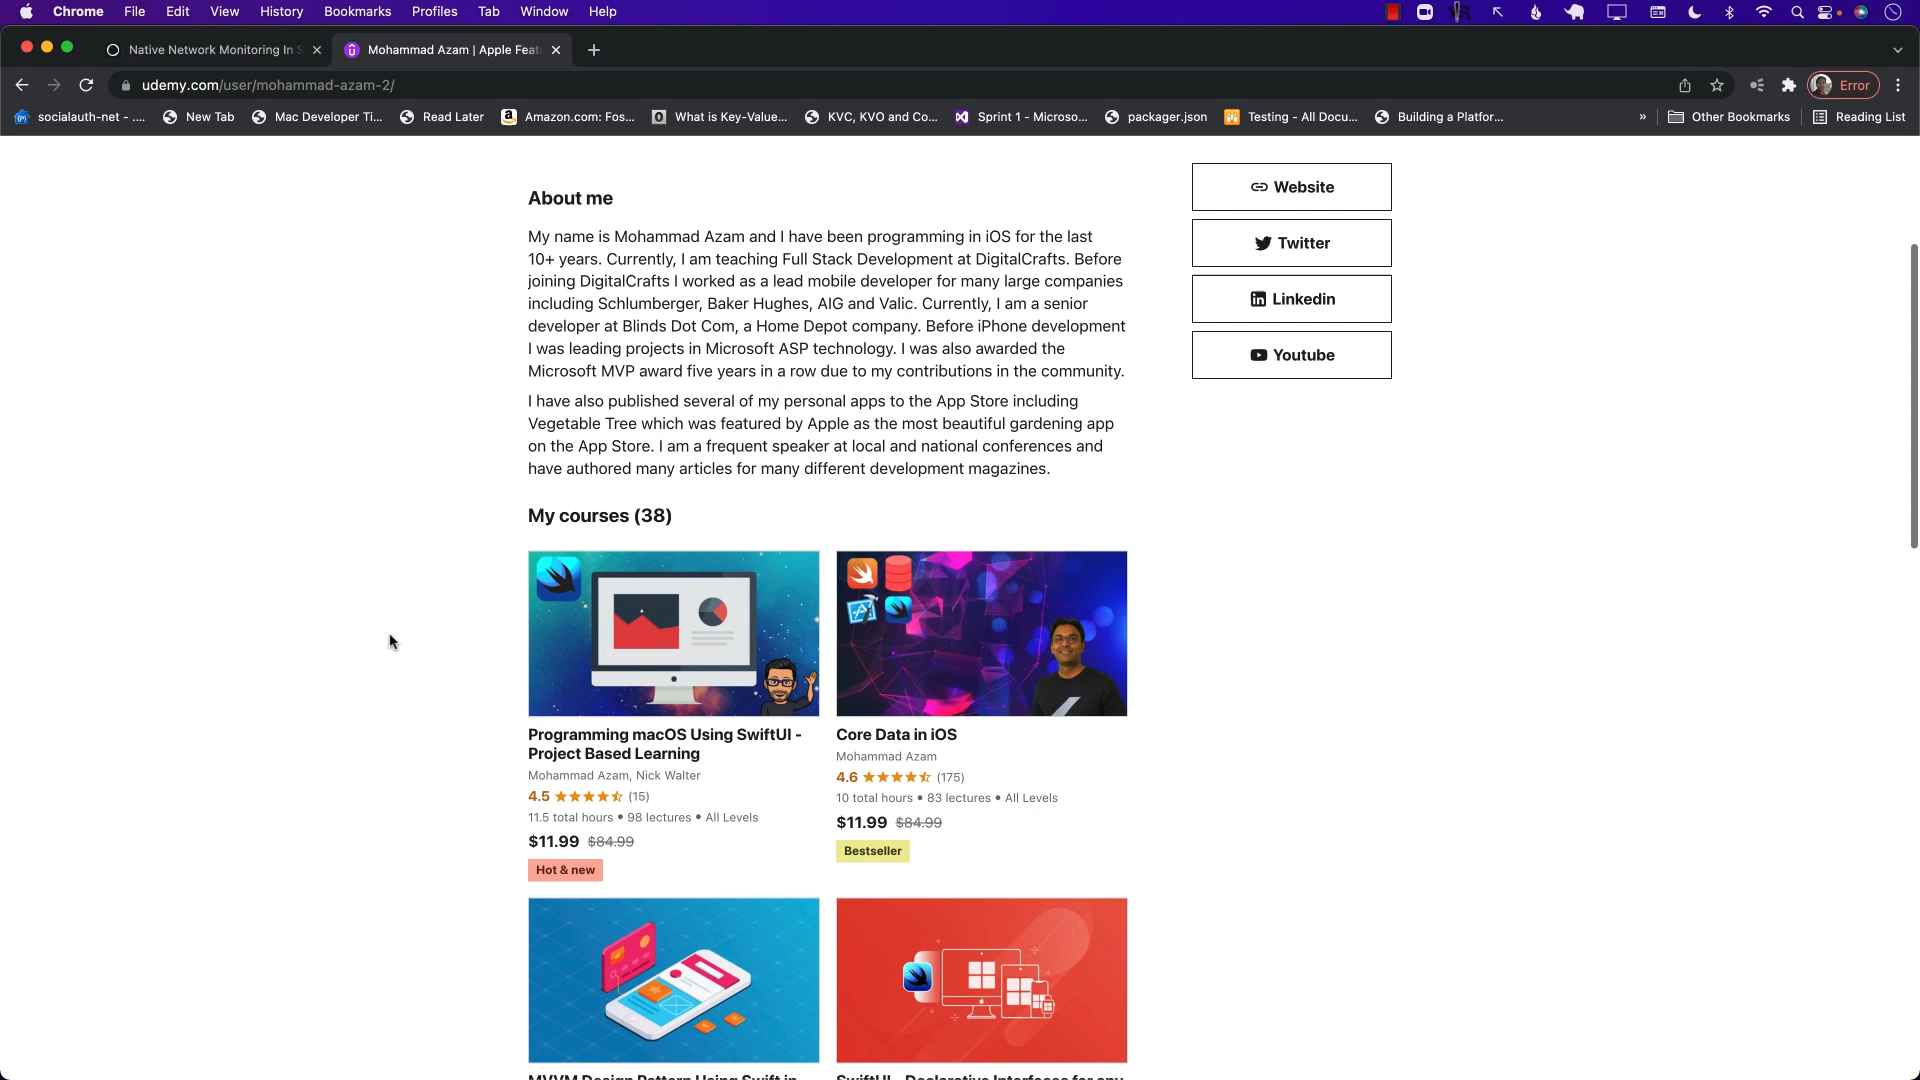 Chrome File Edit View History Bookmarks Profiles Tab Window Help
Native Network Monitoring In S
Mohammad Azam | Apple Feat
udemy.com/user/mohammad-azam-2/
Error
socialauth-net - ....
New Tab
Mac Developer Ti...
Read Later
Amazon.com: Fos...
What is Key-Value...
KVC, KVO and Co...
Sprint 1 - Microso...
packager.json
Testing - All Docu...
Building a Platfor...
»
Other Bookmarks
Reading List
About me
My name is Mohammad Azam and I have been programming in iOS for the last
10+ years. Currently, I am teaching Full Stack Development at DigitalCrafts. Before
joining DigitalCrafts I worked as a lead mobile developer for many large companies
including Schlumberger, Baker Hughes, AIG and Valic. Currently, I am a senior
developer at Blinds Dot Com, a Home Depot company. Before iPhone development
I was leading projects in Microsoft ASP technology. I was also awarded the
Microsoft MVP award five years in a row due to my contributions in the community.
I have also published several of my personal apps to the App Store including
Vegetable Tree which was featured by Apple as the most beautiful gardening app
on the App Store. I am a frequent speaker at local and national conferences and
have authored many articles for many different development magazines.
Website
Twitter
Linkedin
Youtube
My courses (38)
Programming macOS Using SwiftUI -
Project Based Learning
Mohammad Azam, Nick Walter
4.5 (15)
11.5 total hours • 98 lectures • All Levels
$11.99 $84.99
Hot & new
Core Data in iOS
Mohammad Azam
4.6 (175)
10 total hours • 83 lectures • All Levels
$11.99 $84.99
Bestseller
MVVM Design Pattern Using Swift in
SwiftUI - Declarative Interfaces for any